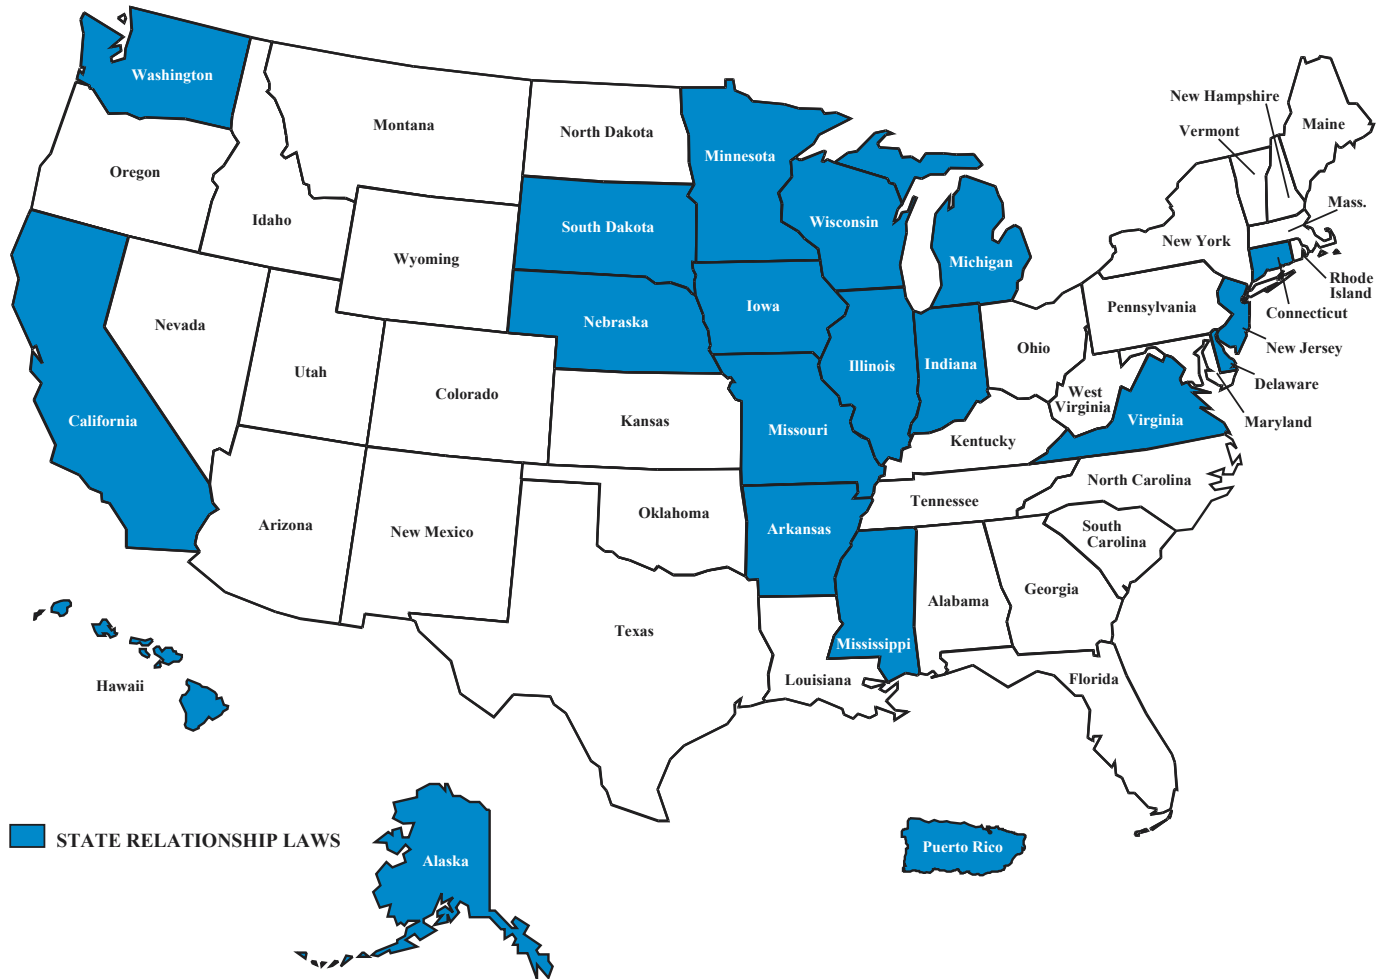 Washington
Montana
North Dakota
Minnesota
New Hampshire
Vermont
Maine
Oregon
Idaho
Wyoming
South Dakota
Wisconsin
Michigan
New York
Mass.
Rhode
Island
Connecticut
Nevada
Utah
Colorado
Nebraska
Iowa
Illinois
Indiana
Ohio
Pennsylvania
New Jersey
Delaware
Maryland
California
Kansas
Missouri
Kentucky
West
Virginia
Virginia
Arizona
New Mexico
Oklahoma
Arkansas
Tennessee
North Carolina
South
Carolina
Texas
Louisiana
Mississippi
Alabama
Georgia
Florida
Hawaii
STATE RELATIONSHIP LAWS
Alaska
Puerto Rico